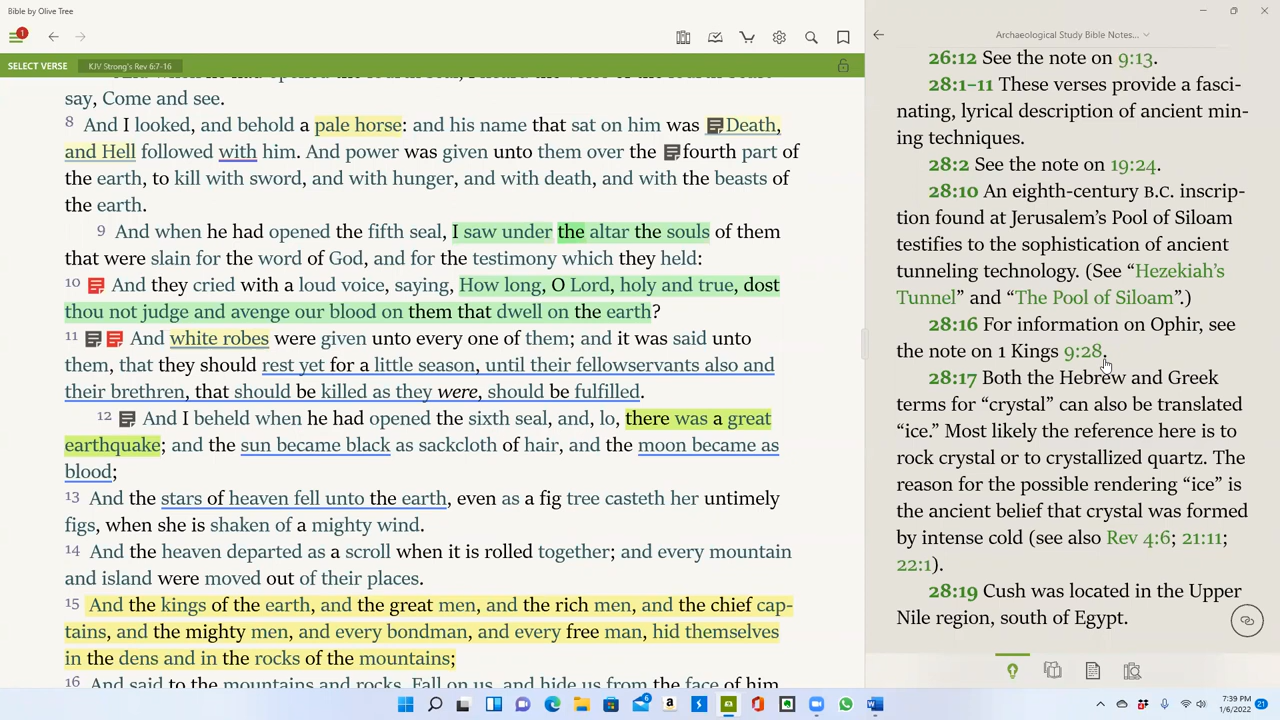 Bible by Olive Tree
1
SELECT VERSE
KJV Strong's Rev 6:7-16
say, Come and see.
8 And I looked, and behold a pale horse: and his name that sat on him was Death,
and Hell followed with him. And power was given unto them over the fourth part of
the earth, to kill with sword, and with hunger, and with death, and with the beasts of
the earth.
9 And when he had opened the fifth seal, I saw under the altar the souls of them
that were slain for the word of God, and for the testimony which they held:
10 And they cried with a loud voice, saying, How long, O Lord, holy and true, dost
thou not judge and avenge our blood on them that dwell on the earth?
11 And white robes were given unto every one of them; and it was said unto
them, that they should rest yet for a little season, until their fellowservants also and
their brethren, that should be killed as they were, should be fulfilled.
12 And I beheld when he had opened the sixth seal, and, lo, there was a great
earthquake; and the sun became black as sackcloth of hair, and the moon became as
blood;
13 And the stars of heaven fell unto the earth, even as a fig tree casteth her untimely
figs, when she is shaken of a mighty wind.
14 And the heaven departed as a scroll when it is rolled together; and every mountain
and island were moved out of their places.
15 And the kings of the earth, and the great men, and the rich men, and the chief cap-
tains, and the mighty men, and every bondman, and every free man, hid themselves
in the dens and in the rocks of the mountains;
16 And said to the mountains and rocks, Fall on us, and hide us from the face of him
Archaeological Study Bible Notes...
26:12 See the note on 9:13.
28:1–11 These verses provide a fasci-
nating, lyrical description of ancient min-
ing techniques.
28:2 See the note on 19:24.
28:10 An eighth-century B.C. inscrip-
tion found at Jerusalem's Pool of Siloam
testifies to the sophistication of ancient
tunneling technology. (See “Hezekiah's
Tunnel” and “The Pool of Siloam”.)
28:16 For information on Ophir, see
the note on 1 Kings 9:28.
28:17 Both the Hebrew and Greek
terms for “crystal” can also be translated
“ice.” Most likely the reference here is to
rock crystal or to crystallized quartz. The
reason for the possible rendering “ice” is
the ancient belief that crystal was formed
by intense cold (see also Rev 4:6; 21:11;
22:1).
28:19 Cush was located in the Upper
Nile region, south of Egypt.
6
7:39 PM
1/6/2022
21